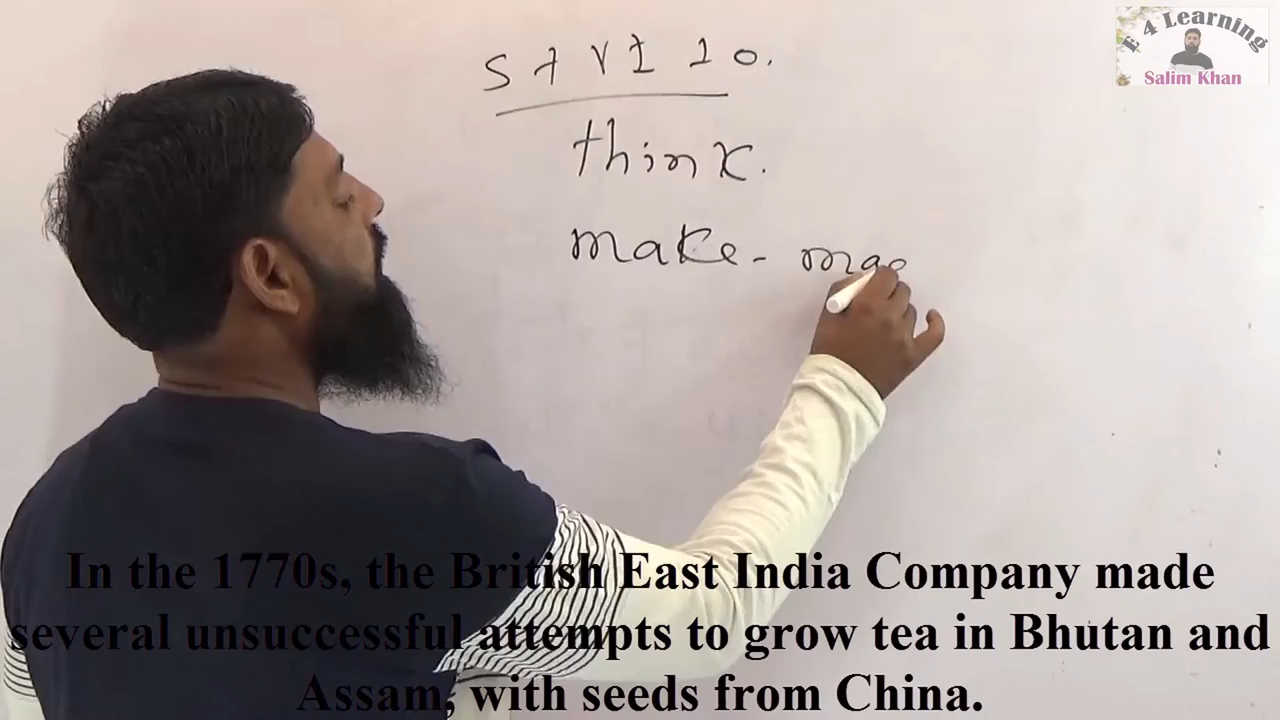 E 4 Learning
Salim Khan
S + V I I O.
think.
make - ma
In the 1770s, the British East India Company made
several unsuccessful attempts to grow tea in Bhutan and
Assam, with seeds from China.